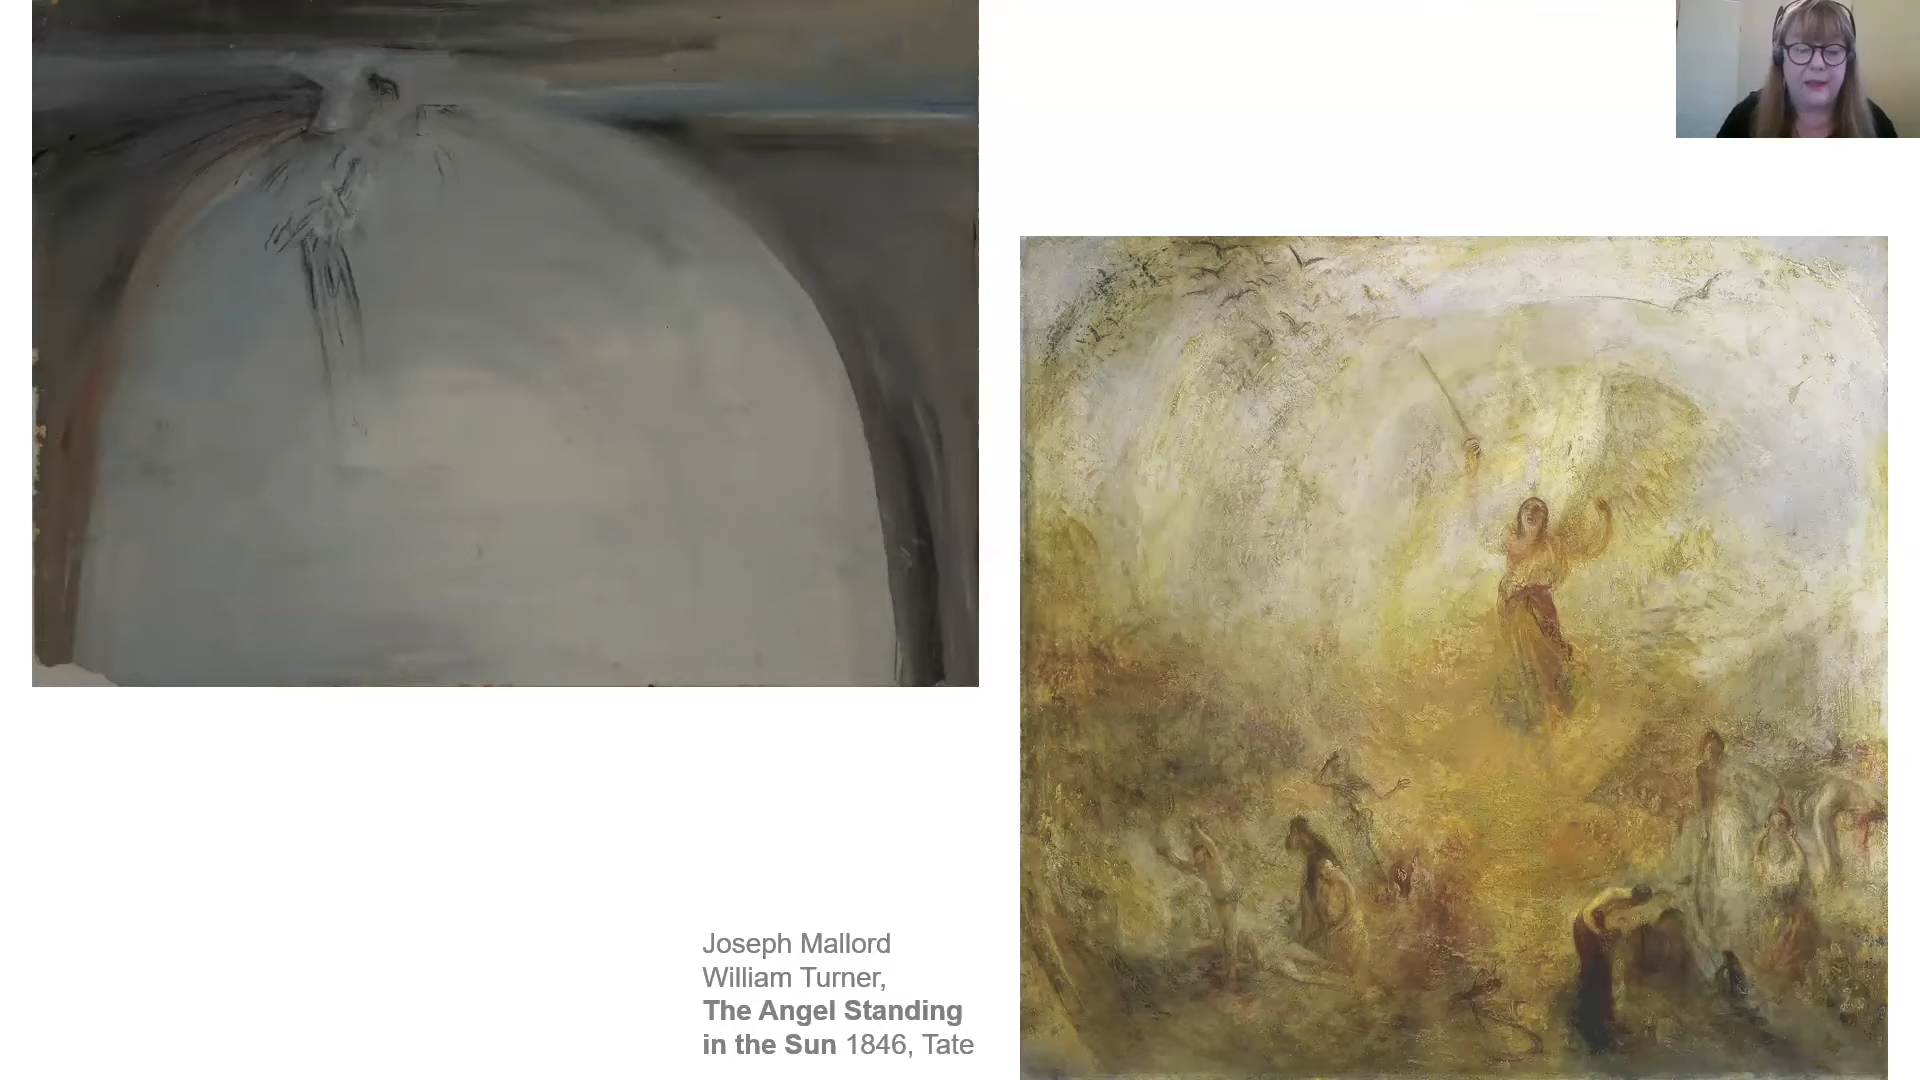 Joseph Mallord
William Turner,
The Angel Standing
in the Sun 1846, Tate